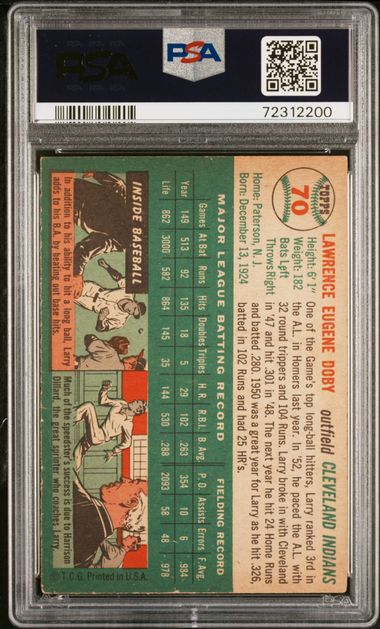 PSA
PSA
72312200
TOPPS
70
LAWRENCE EUGENE DOBY outfield CLEVELAND INDIANS
Height: 6' 1"
Weight: 182
Bats Left
Throws Right
Home: Paterson, N. J.
Born: December 13, 1924
One of the Game's top long-ball hitters, Larry ranked 3rd in
the A.L. in Homers last year. In '52, he paced the A.L. with
32 round trippers and 104 Runs. Larry broke in with Cleveland
in '47 and hit .301 in '48. The next year he hit 24 Home Runs
and batted .280. 1950 was a great year for Larry as he hit .326,
batted in 102 Runs and had 25 HR's.
MAJOR LEAGUE BATTING RECORD FIELDING RECORD
Games At Bat Runs Hits Doubles Triples H. R. R.B.I. B. Avg. P. O. Assists Errors F. Avg.
Year 149 513 92 135 18 5 29 102 .263 354 10 6 .984
Life 862 3000 582 864 145 35 144 530 .288 2093 58 48 .978
INSIDE BASEBALL
In addition to his ability to hit a long ball, Larry
adds to his B.A. by beating out base hits.
Much of the speedster's success is due to Harrison
Dillard, the great sprinter who coaches Larry.
© T.C.G. Printed in U.S.A.